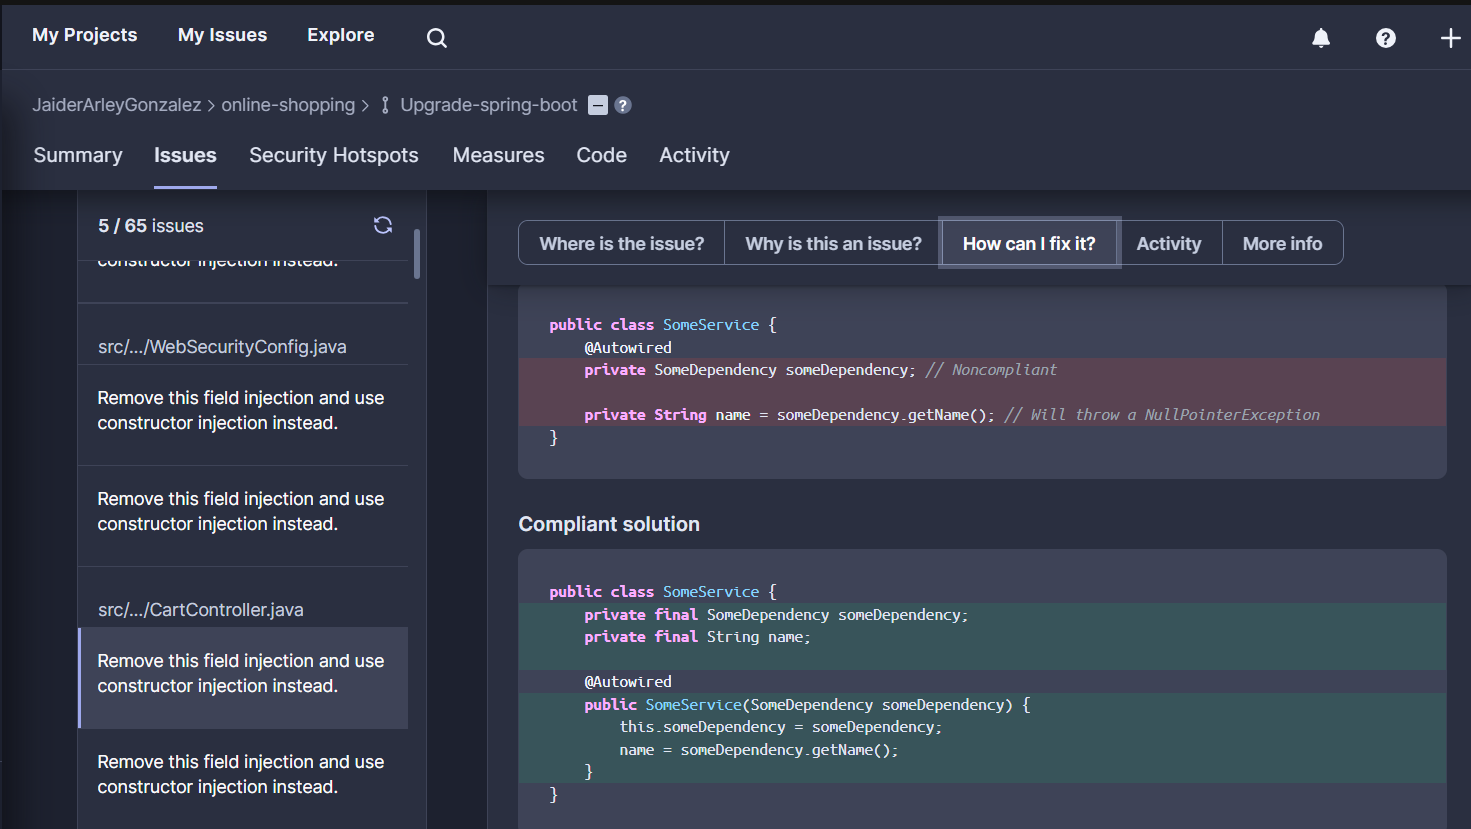 My Projects My Issues Explore
JaiderArleyGonzalez > online-shopping > Upgrade-spring-boot
Summary Issues Security Hotspots Measures Code Activity
5 / 65 issues
constructor injection instead.
src/.../WebSecurityConfig.java
Remove this field injection and use
constructor injection instead.
Remove this field injection and use
constructor injection instead.
src/.../CartController.java
Remove this field injection and use
constructor injection instead.
Remove this field injection and use
constructor injection instead.
Where is the issue? Why is this an issue? How can I fix it? Activity More info
public class SomeService {
@Autowired
private SomeDependency someDependency; // Noncompliant
private String name = someDependency.getName(); // Will throw a NullPointerException
}
Compliant solution
public class SomeService {
private final SomeDependency someDependency;
private final String name;
@Autowired
public SomeService(SomeDependency someDependency) {
this.someDependency = someDependency;
name = someDependency.getName();
}
}